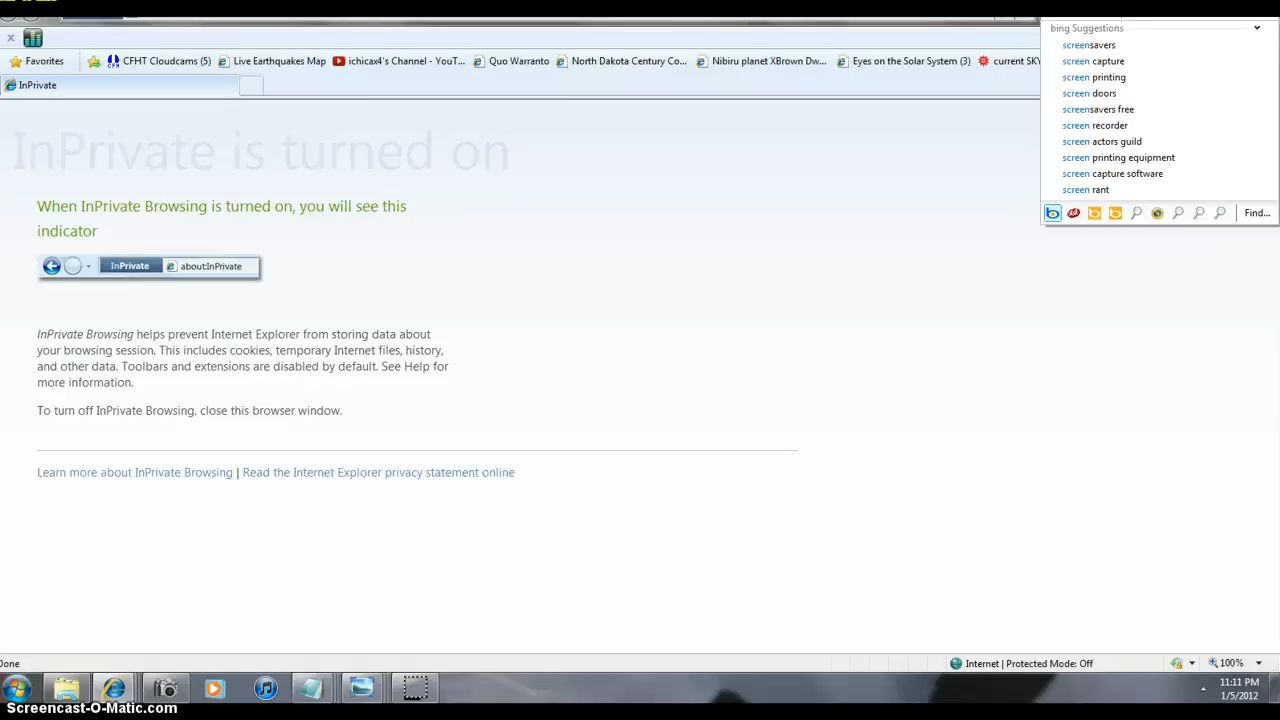 bing Suggestions
screensavers
screen capture
screen printing
screen doors
screensavers free
screen recorder
screen actors guild
screen printing equipment
screen capture software
screen rant
Find...
Favorites
CFHT Cloudcams (5)
Live Earthquakes Map
ichicax4's Channel - YouT...
Quo Warranto
North Dakota Century Co...
Nibiru planet XBrown Dw...
Eyes on the Solar System (3)
current SKY
InPrivate
InPrivate is turned on
When InPrivate Browsing is turned on, you will see this
indicator
InPrivate about:InPrivate
InPrivate Browsing helps prevent Internet Explorer from storing data about
your browsing session. This includes cookies, temporary Internet files, history,
and other data. Toolbars and extensions are disabled by default. See Help for
more information.
To turn off InPrivate Browsing, close this browser window.
Learn more about InPrivate Browsing | Read the Internet Explorer privacy statement online
Done
Internet | Protected Mode: Off
100%
11:11 PM
1/5/2012
Screencast-O-Matic.com